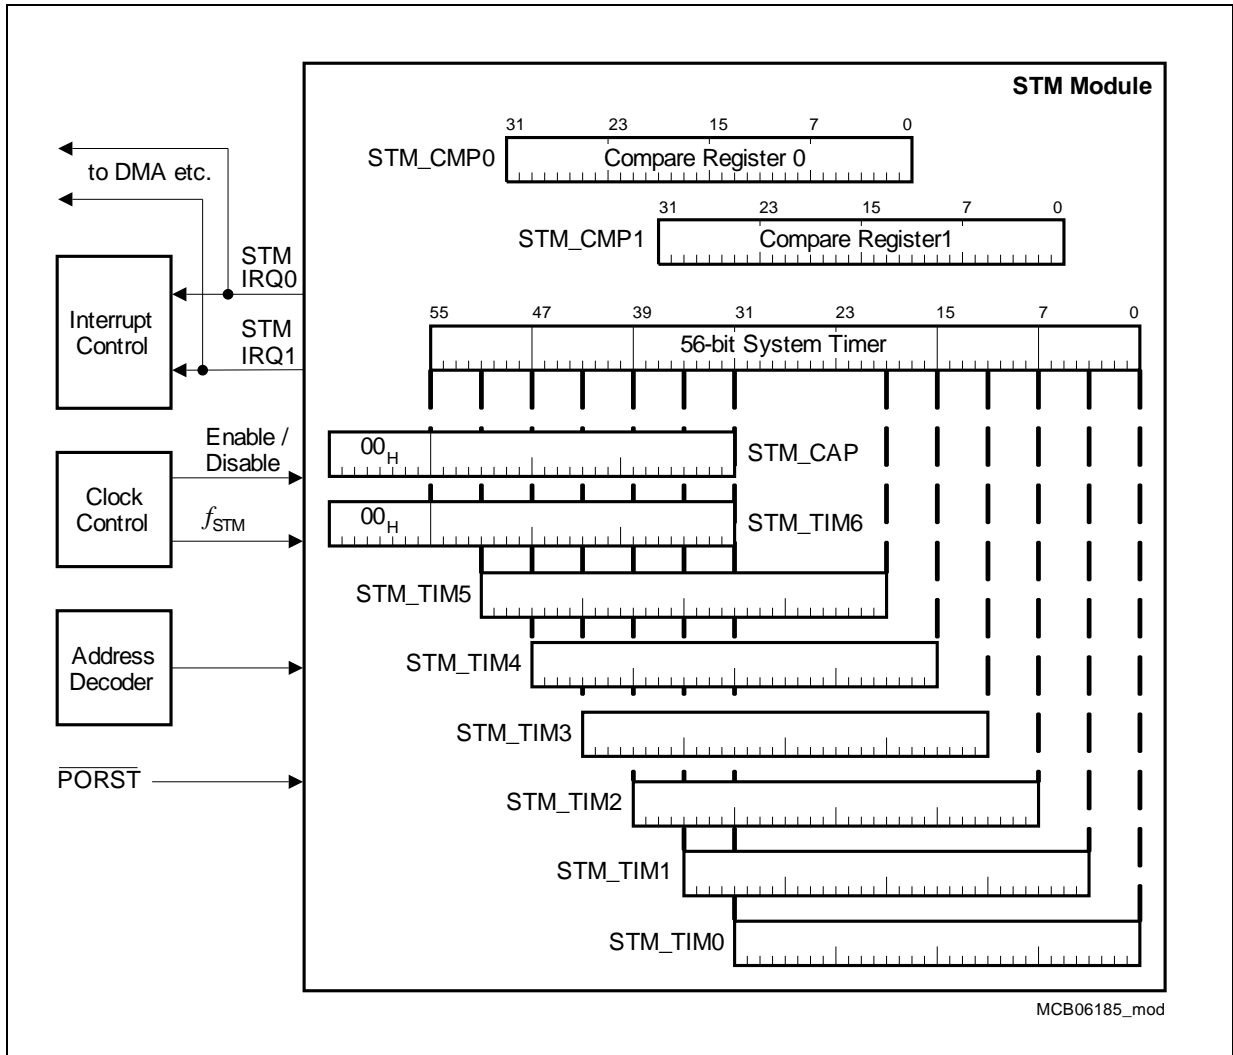 STM Module
31 23 15 7 0
STM_CMP0 Compare Register 0
to DMA etc.
31 23 15 7 0
STM_CMP1 Compare Register1
STM
IRQ0
Interrupt
Control
STM
IRQ1
55 47 39 31 23 15 7 0
56-bit System Timer
Enable /
Disable
00H STM_CAP
Clock
Control
fSTM
00H STM_TIM6
STM_TIM5
Address
Decoder
STM_TIM4
STM_TIM3
PORST
STM_TIM2
STM_TIM1
STM_TIM0
MCB06185_mod